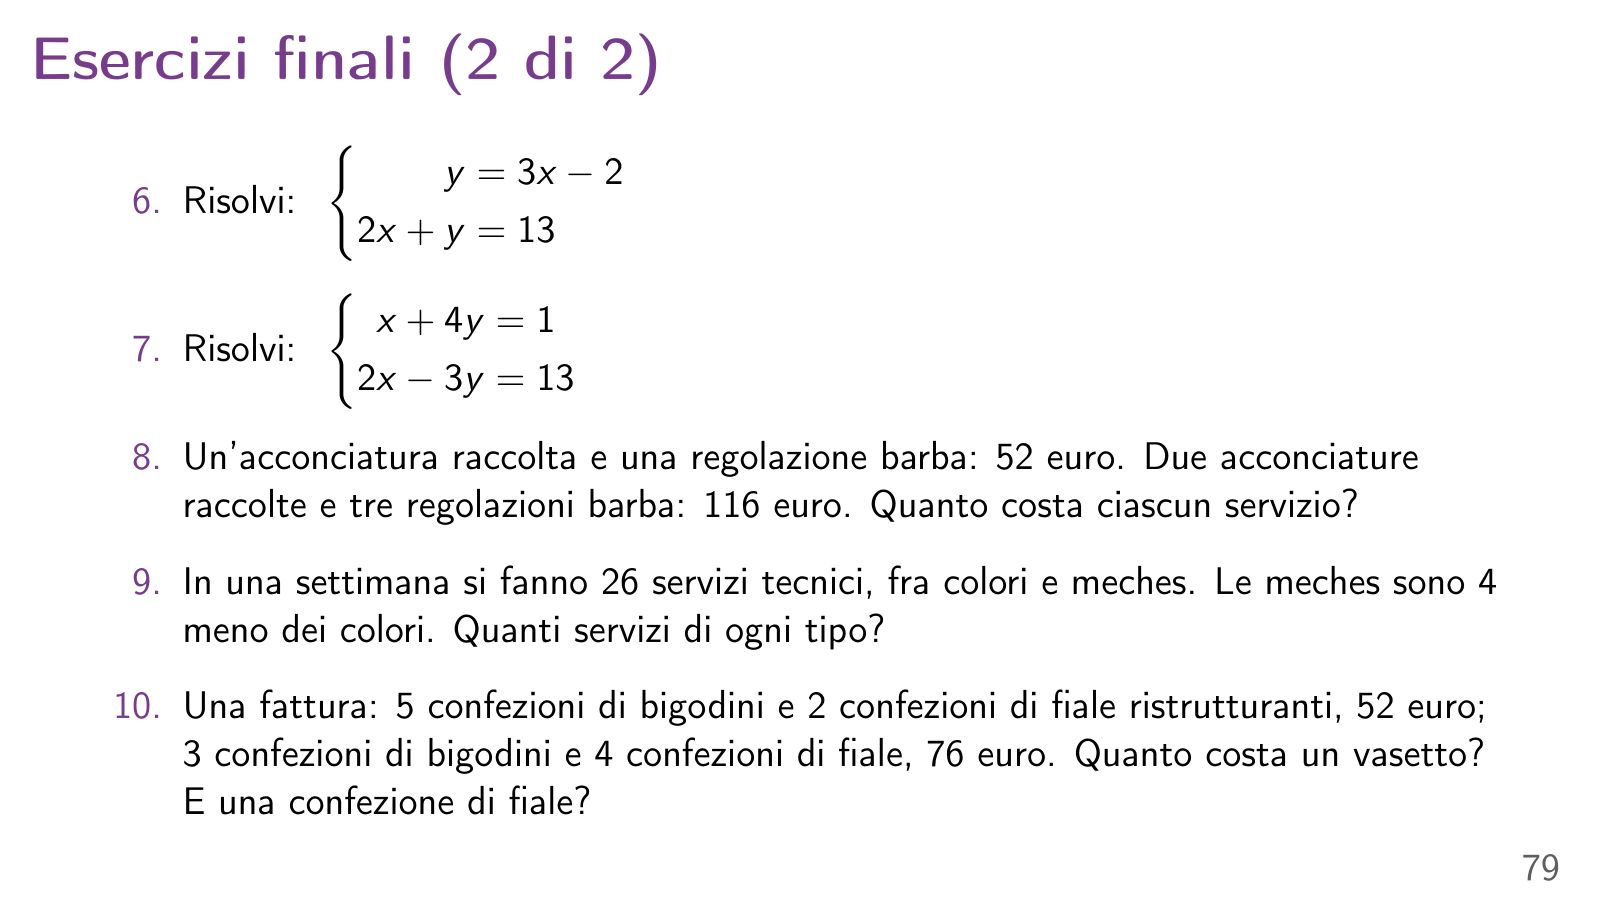 Esercizi finali (2 di 2)
6. Risolvi: { y = 3x − 2
2x + y = 13
7. Risolvi: { x + 4y = 1
2x − 3y = 13
8. Un'acconciatura raccolta e una regolazione barba: 52 euro. Due acconciature
raccolte e tre regolazioni barba: 116 euro. Quanto costa ciascun servizio?
9. In una settimana si fanno 26 servizi tecnici, fra colori e meches. Le meches sono 4
meno dei colori. Quanti servizi di ogni tipo?
10. Una fattura: 5 confezioni di bigodini e 2 confezioni di fiale ristrutturanti, 52 euro;
3 confezioni di bigodini e 4 confezioni di fiale, 76 euro. Quanto costa un vasetto?
E una confezione di fiale?
79